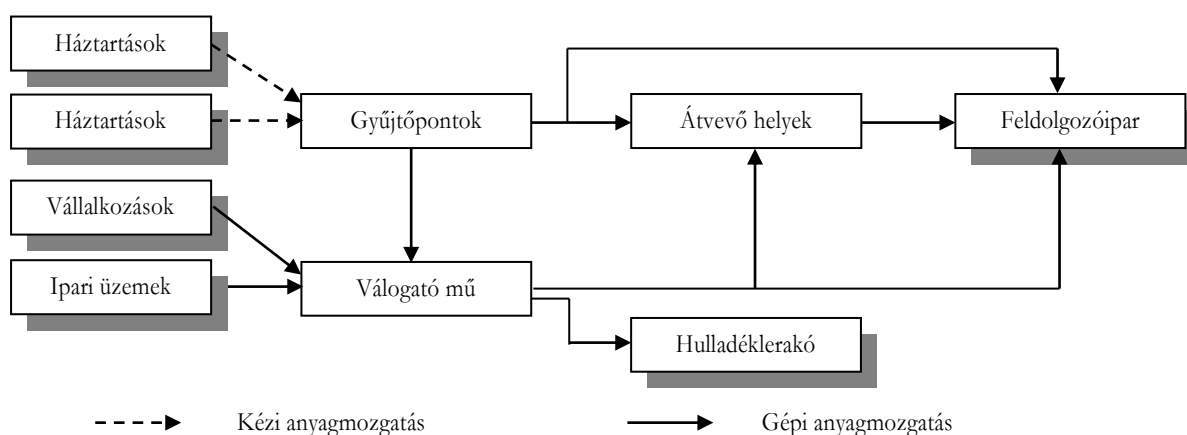 Háztartások
Háztartások
Gyűjtőpontok
Átvevő helyek
Feldolgozóipar
Vállalkozások
Ipari üzemek
Válogató mű
Hulladéklerakó
Kézi anyagmozgatás
Gépi anyagmozgatás